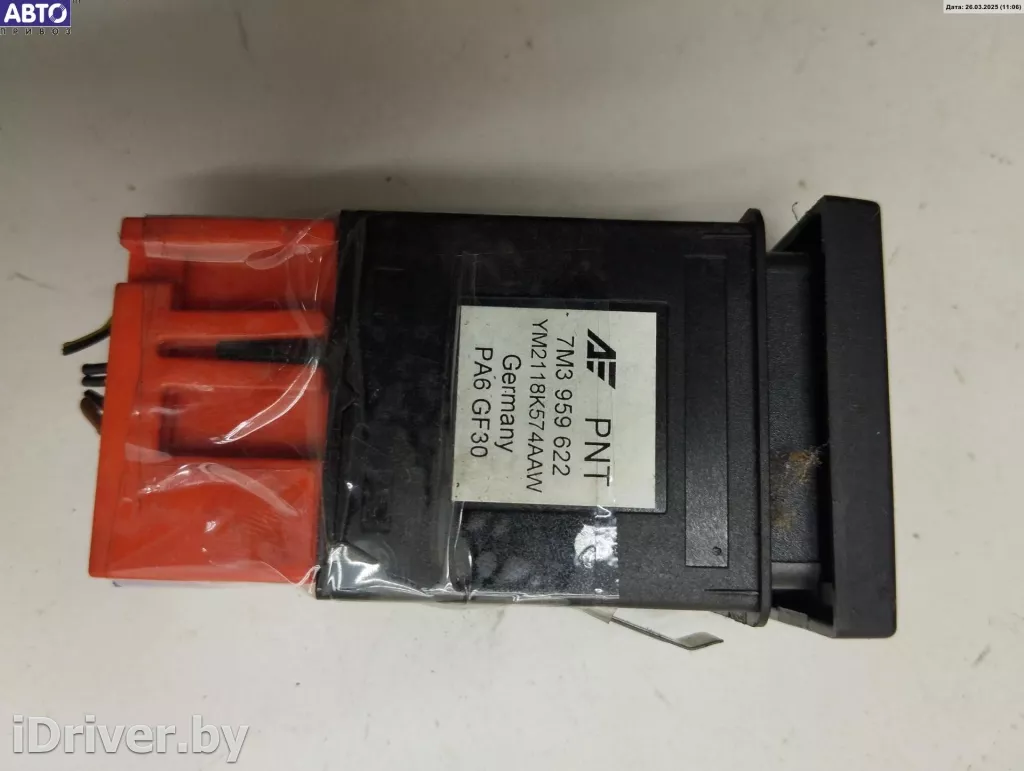 АВТО
ПРИВОЗ
Дата: 26.03.2025 (11:06)
PNT
7M3 959 622
YM2118K574AAW
Germany
PA6 GF30
iDriver.by